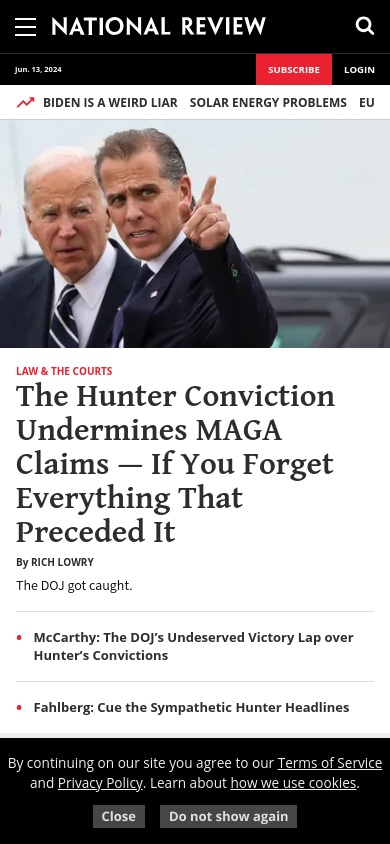 NATIONAL REVIEW
Jun. 13, 2024
SUBSCRIBE
LOGIN
BIDEN IS A WEIRD LIAR SOLAR ENERGY PROBLEMS EU
LAW & THE COURTS
The Hunter Conviction
Undermines MAGA
Claims — If You Forget
Everything That
Preceded It
By RICH LOWRY
The DOJ got caught.
• McCarthy: The DOJ’s Undeserved Victory Lap over
Hunter’s Convictions
• Fahlberg: Cue the Sympathetic Hunter Headlines
By continuing on our site you agree to our Terms of Service
and Privacy Policy. Learn about how we use cookies.
Close
Do not show again